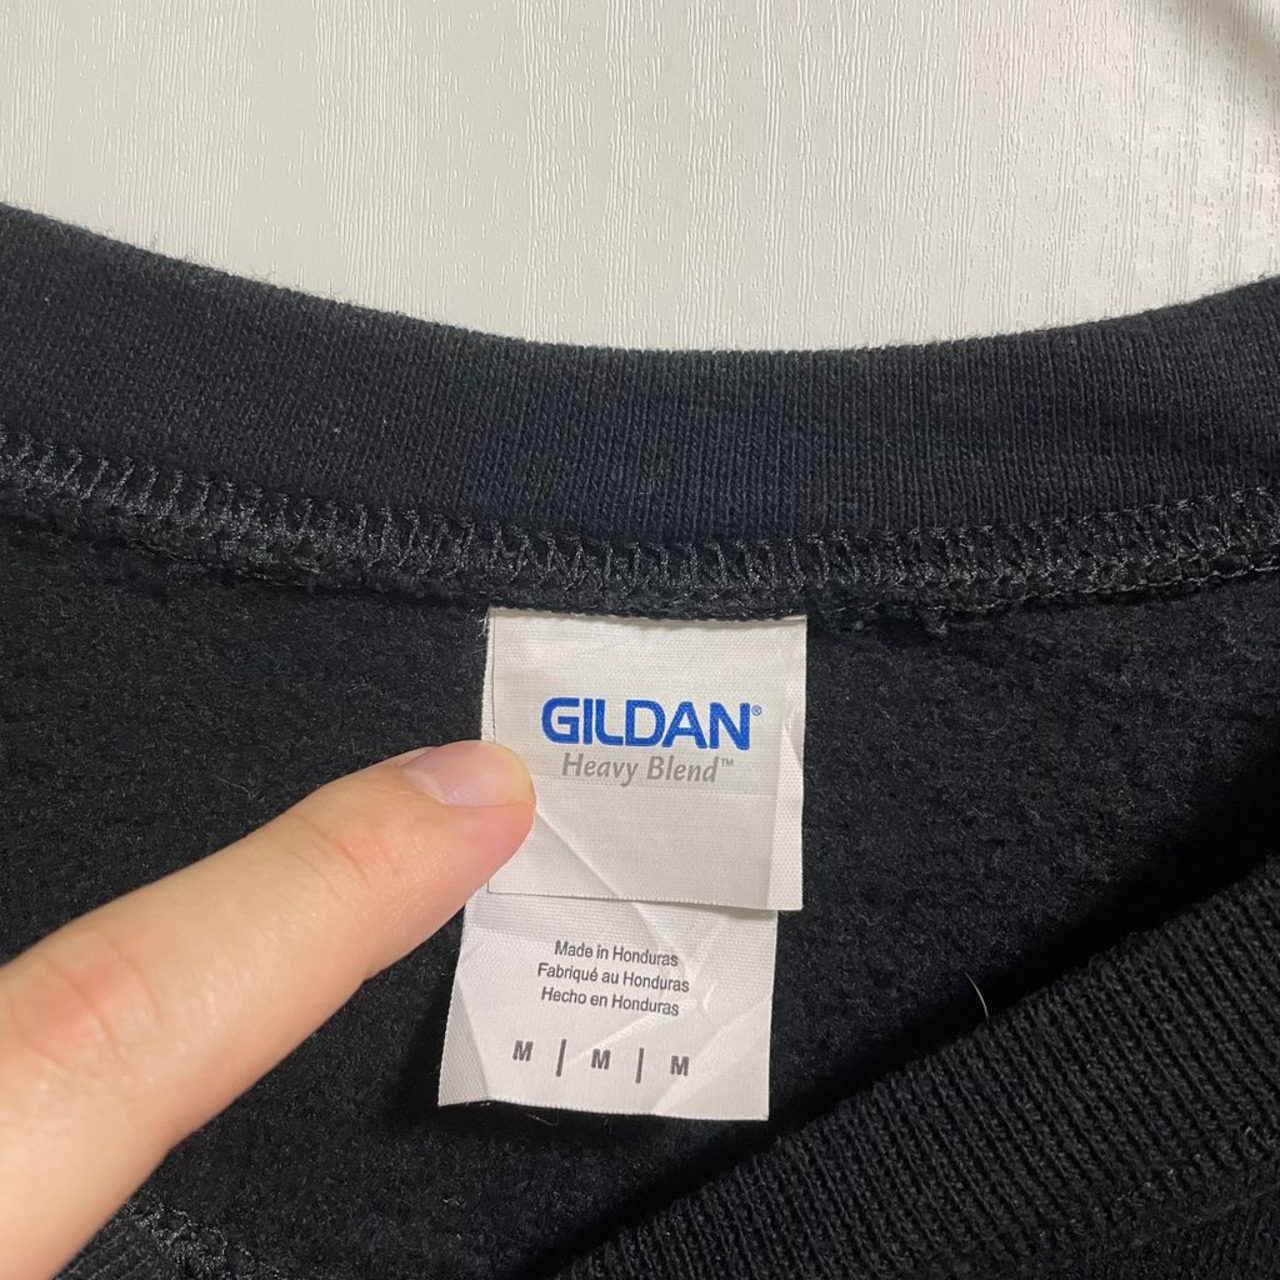 GILDAN®
Heavy Blend™
Made in Honduras
Fabriqué au Honduras
Hecho en Honduras
M | M | M